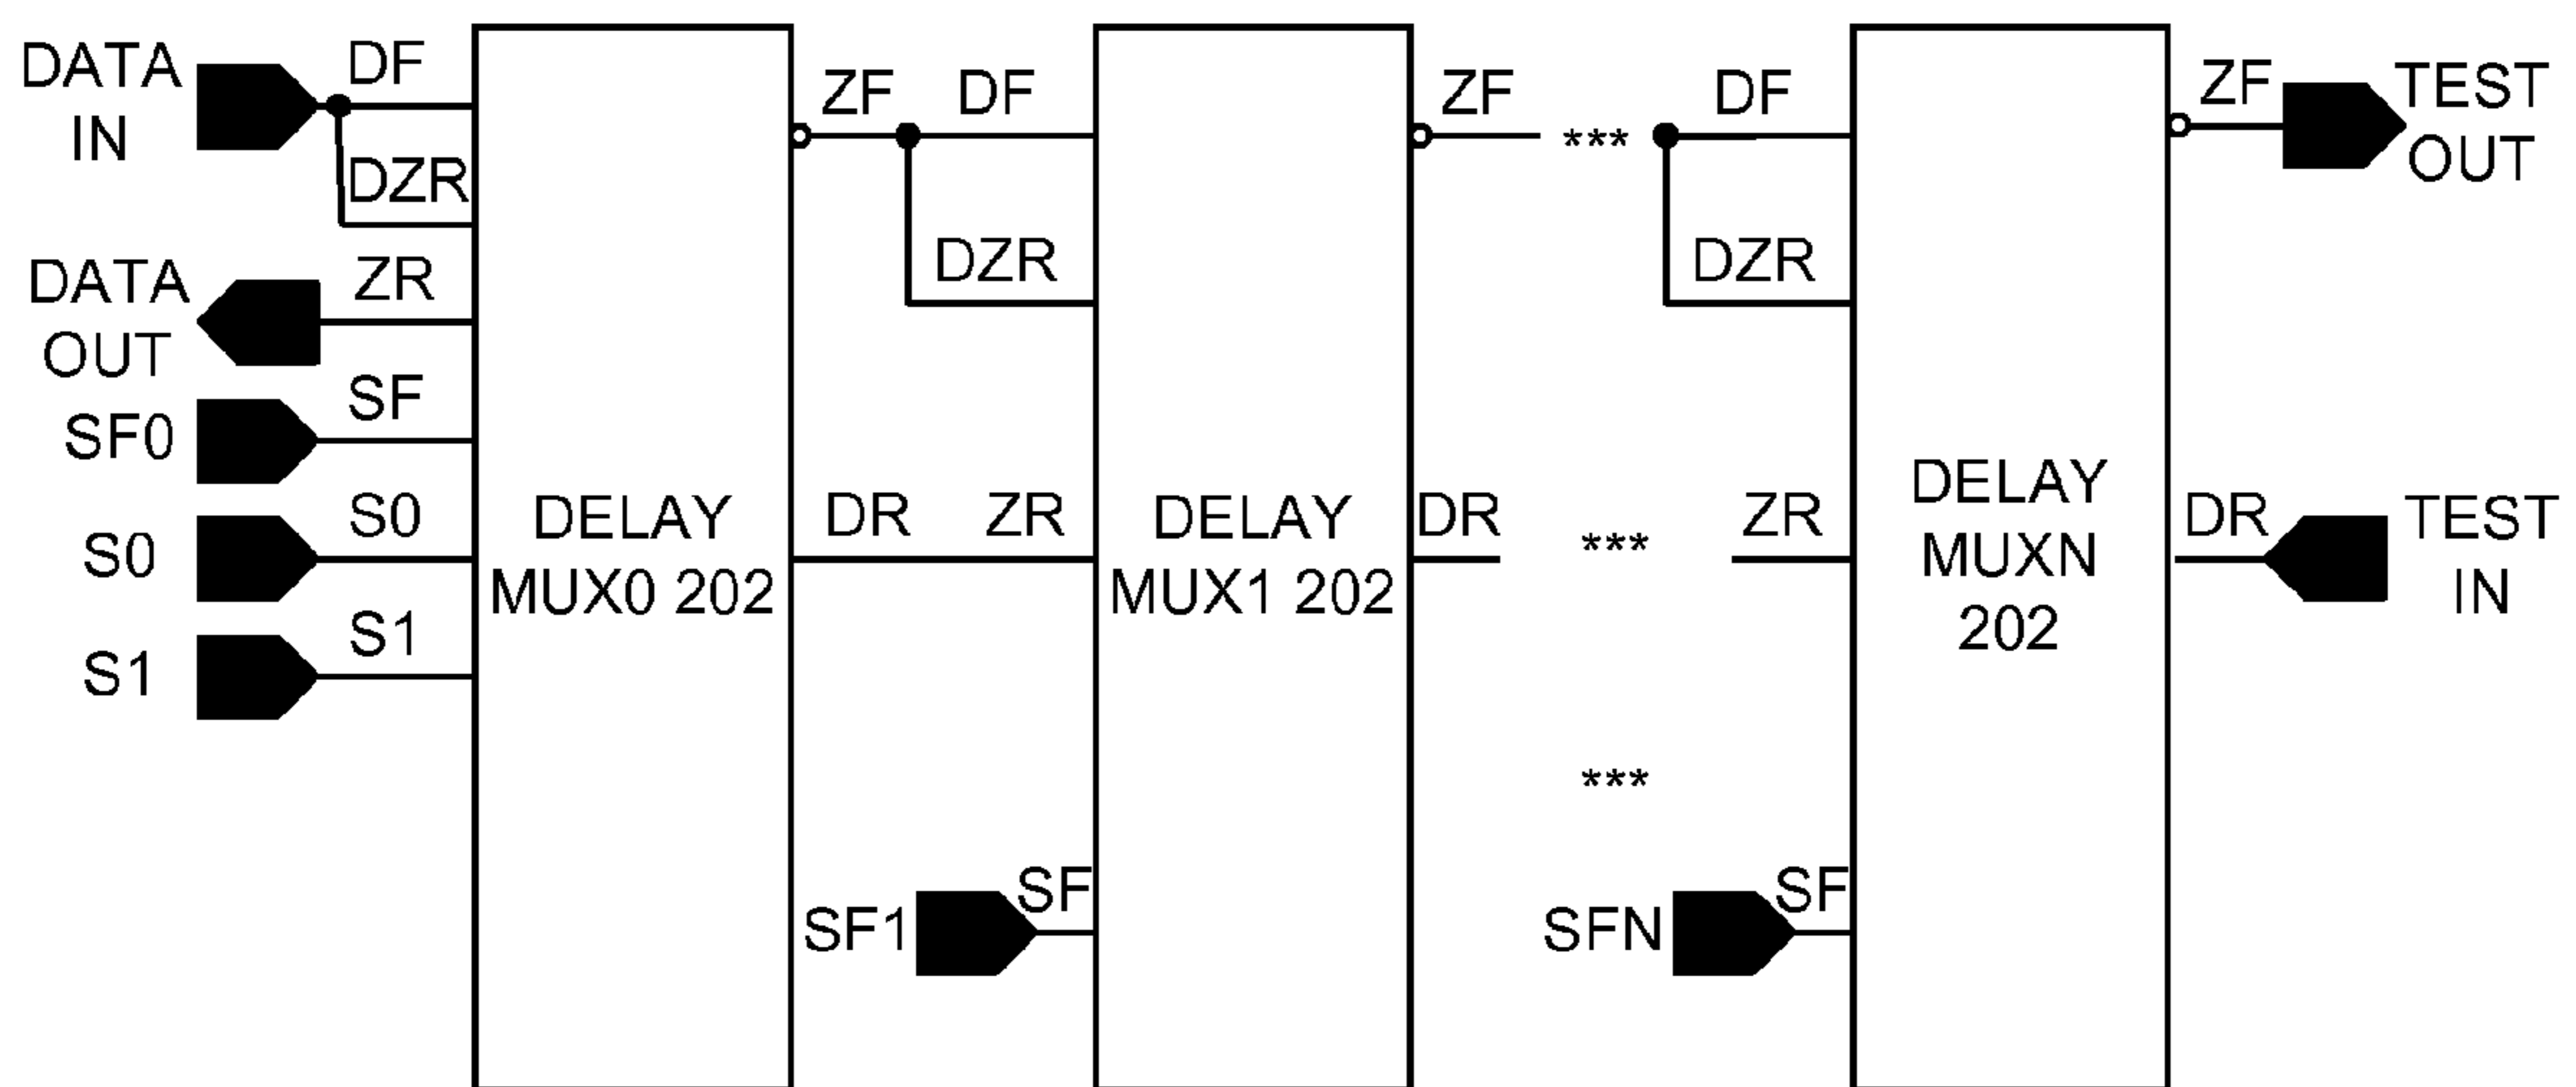 DATA
IN
DF
DZR
DATA
OUT
ZR
SF0
SF
S0
S0
S1
S1
DELAY
MUX0 202
ZF
DF
DZR
DR
ZR
SF1
SF
DELAY
MUX1 202
ZF
***
DF
DZR
DR
***
ZR
***
SFN
SF
DELAY
MUXN
202
ZF
TEST
OUT
DR
TEST
IN